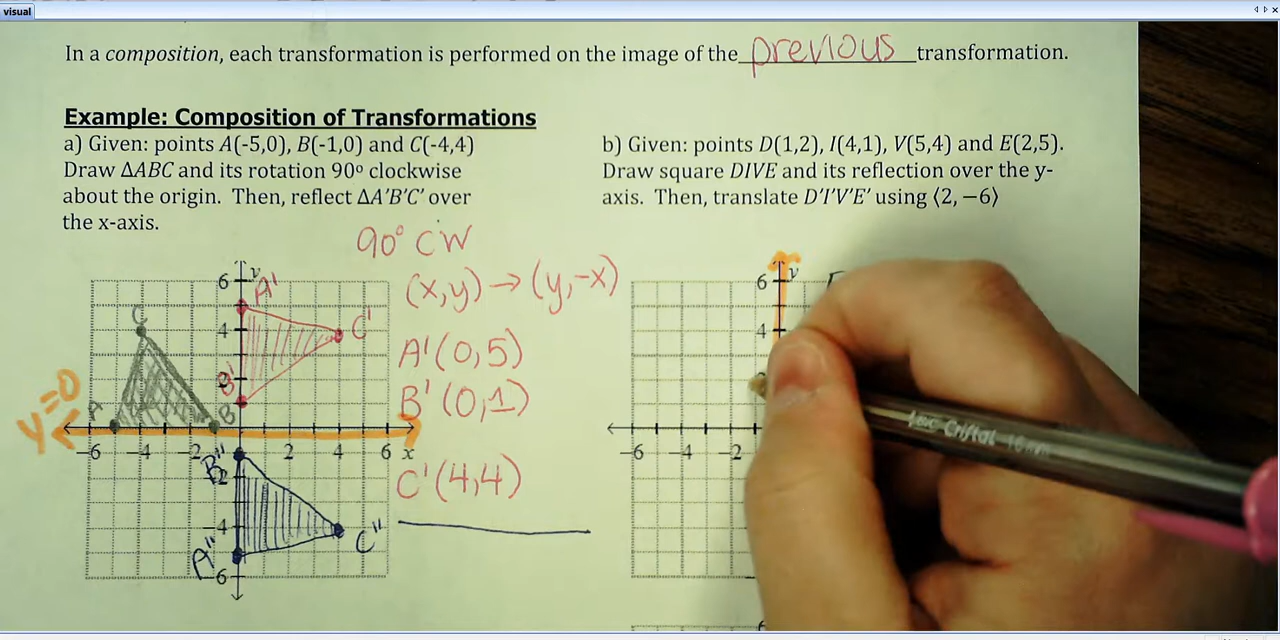 visual
In a composition, each transformation is performed on the image of the previous transformation.
Example: Composition of Transformations
a) Given: points A(-5,0), B(-1,0) and C(-4,4)
Draw ΔABC and its rotation 90° clockwise
about the origin. Then, reflect ΔA'B'C' over
the x-axis.
90° CW
(x,y)→(y,-x)
A'(0,5)
B'(0,1)
C'(4,4)
6 y
A'
C
4
C'
2
B'
y=0
A
B
-6 -4 2 4 6 x
B"
-2
-4
C"
A"
-6
b) Given: points D(1,2), I(4,1), V(5,4) and E(2,5).
Draw square DIVE and its reflection over the y-
axis. Then, translate D'I'V'E' using ⟨2, −6⟩
6 y
4
-6 -4 -2